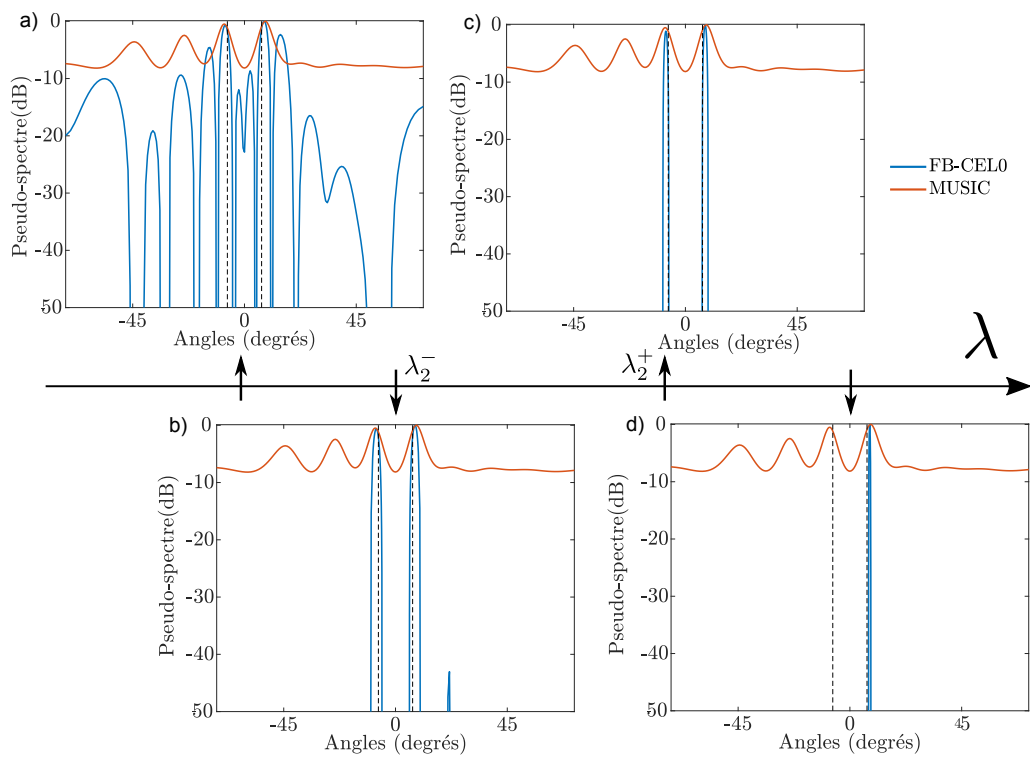 a)
0
-10
-20
-30
-40
50
Pseudo-spectre(dB)
-45
0
45
Angles (degrés)
c)
0
-10
-20
-30
-40
50
Pseudo-spectre(dB)
-45
0
45
Angles (degrés)
FB-CEL0
MUSIC
λ₂⁻
λ₂⁺
λ
b)
0
-10
-20
-30
-40
-50
Pseudo-spectre(dB)
-45
0
45
Angles (degrés)
d)
0
-10
-20
-30
-40
50
Pseudo-spectre(dB)
-45
0
45
Angles (degrés)